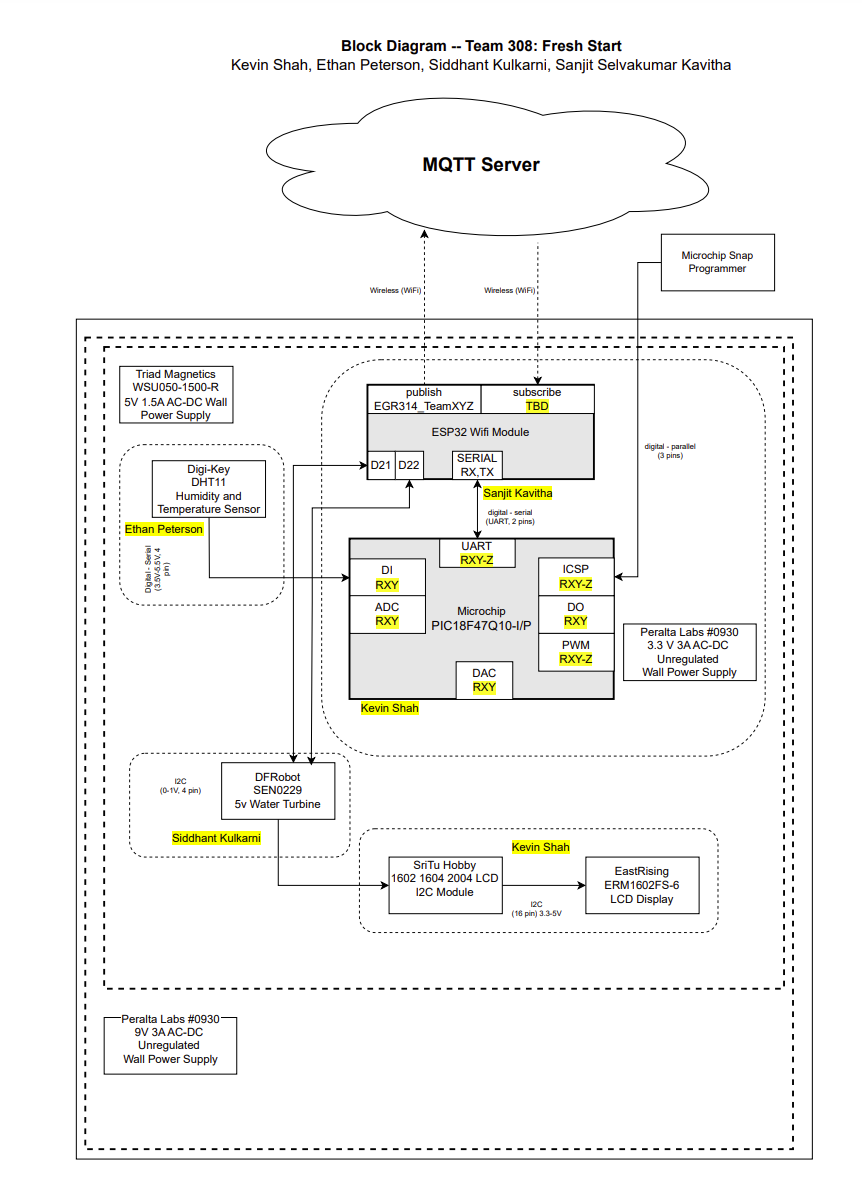 Block Diagram -- Team 308: Fresh Start
Kevin Shah, Ethan Peterson, Siddhant Kulkarni, Sanjit Selvakumar Kavitha
MQTT Server
Microchip Snap
Programmer
Wireless (WiFi)
Wireless (WiFi)
Triad Magnetics
WSU050-1500-R
5V 1.5A AC-DC Wall
Power Supply
publish
EGR314_TeamXYZ
subscribe
TBD
ESP32 Wifi Module
D21
D22
SERIAL
RX,TX
digital - parallel
(3 pins)
Digi-Key
DHT11
Humidity and
Temperature Sensor
Ethan Peterson
Digital - Serial
(3.5V-5.5V, 4
pin)
Sanjit Kavitha
digital - serial
(UART, 2 pins)
UART
RXY-Z
DI
RXY
ADC
RXY
Microchip
PIC18F47Q10-I/P
ICSP
RXY-Z
DO
RXY
PWM
RXY-Z
DAC
RXY
Kevin Shah
Peralta Labs #0930
3.3 V 3A AC-DC
Unregulated
Wall Power Supply
I2C
(0-1V, 4 pin)
DFRobot
SEN0229
5v Water Turbine
Siddhant Kulkarni
Kevin Shah
SriTu Hobby
1602 1604 2004 LCD
I2C Module
I2C
(16 pin) 3.3-5V
EastRising
ERM1602FS-6
LCD Display
Peralta Labs #0930
9V 3A AC-DC
Unregulated
Wall Power Supply